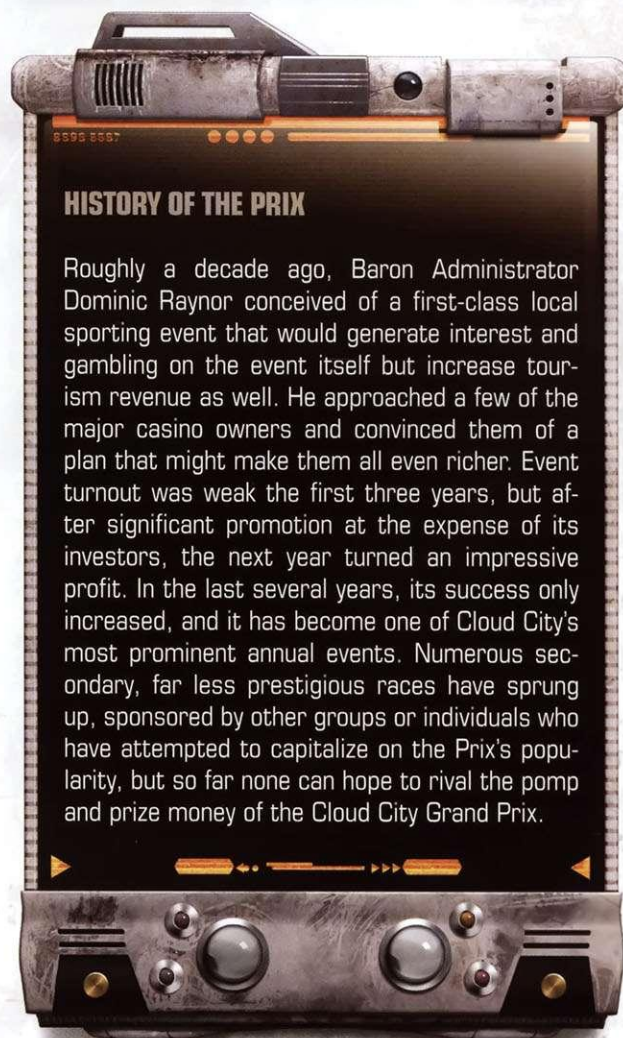 8595 8887
HISTORY OF THE PRIX
Roughly a decade ago, Baron Administrator
Dominic Raynor conceived of a first-class local
sporting event that would generate interest and
gambling on the event itself but increase tour-
ism revenue as well. He approached a few of the
major casino owners and convinced them of a
plan that might make them all even richer. Event
turnout was weak the first three years, but af-
ter significant promotion at the expense of its
investors, the next year turned an impressive
profit. In the last several years, its success only
increased, and it has become one of Cloud City's
most prominent annual events. Numerous sec-
ondary, far less prestigious races have sprung
up, sponsored by other groups or individuals who
have attempted to capitalize on the Prix's popu-
larity, but so far none can hope to rival the pomp
and prize money of the Cloud City Grand Prix.